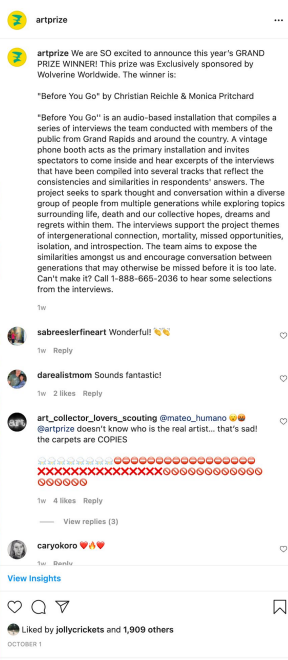 artprize
artprize We are SO excited to announce this year's GRAND
PRIZE WINNER! This prize was Exclusively sponsored by
Wolverine Worldwide. The winner is:
"Before You Go" by Christian Reichle & Monica Pritchard
"Before You Go" is an audio-based installation that compiles a
series of interviews the team conducted with members of the
public from Grand Rapids and around the country. A vintage
phone booth acts as the primary installation and invites
spectators to come inside and hear excerpts of the interviews
that have been compiled into several tracks that reflect the
consistencies and similarities in respondents' answers. The
project seeks to spark thought and conversation within a diverse
group of people from multiple generations while exploring topics
surrounding life, death and our collective hopes, dreams and
regrets within them. The interviews support the project themes
of intergenerational connection, mortality, missed opportunities,
isolation, and introspection. The team aims to expose the
similarities amongst us and encourage conversation between
generations that may otherwise be missed before it is too late.
Can't make it? Call 1-888-665-2036 to hear some selections
from the interviews.
1w
sabreeslerfineart Wonderful! 👏👏
1w Reply
darealistmom Sounds fantastic!
1w 2 likes Reply
art_collector_lovers_scouting @mateo_humano
@artprize doesn't know who is the real artist... that's sad!
the carpets are COPIES
1w 4 likes Reply
View replies (3)
caryokoro ❤️🔥❤️
1w Reply
View Insights
Liked by jollycrickets and 1,909 others
OCTOBER 1